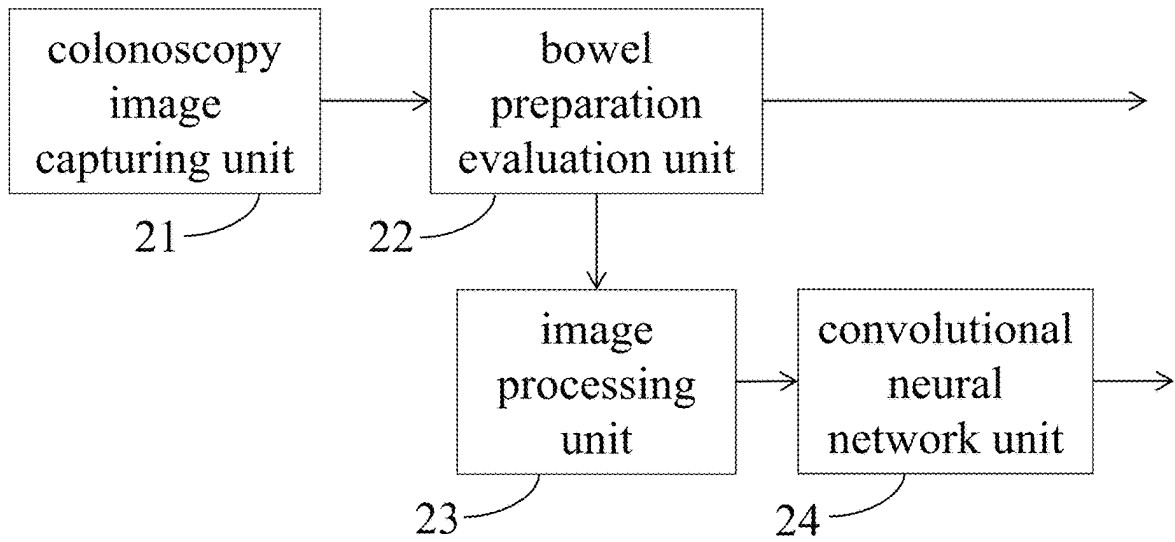 colonoscopy
image
capturing unit
21
bowel
preparation
evaluation unit
22
image
processing
unit
23
convolutional
neural
network unit
24